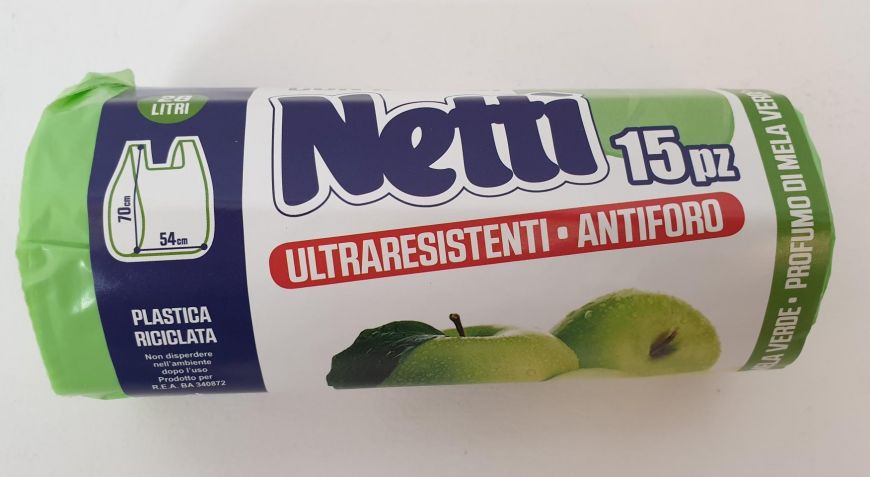 28
LITRI
70cm
54cm
PLASTICA
RICICLATA
Non disperdere
nell'ambiente
dopo l'uso
Prodotto per
R.E.A. BA 340872
Netti
15pz
ULTRARESISTENTI • ANTIFORO
VERDE • PROFUMO DI MELA